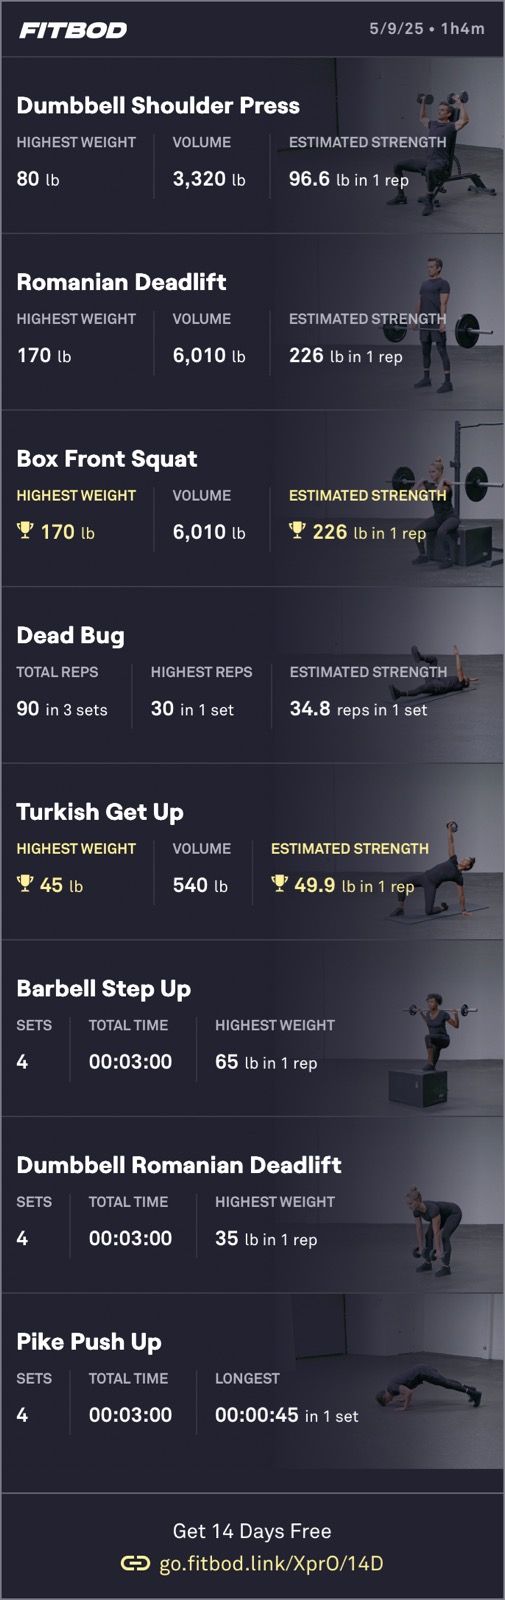 FITBOD
5/9/25 • 1h4m
Dumbbell Shoulder Press
HIGHEST WEIGHT VOLUME ESTIMATED STRENGTH
80 lb 3,320 lb 96.6 lb in 1 rep
Romanian Deadlift
HIGHEST WEIGHT VOLUME ESTIMATED STRENGTH
170 lb 6,010 lb 226 lb in 1 rep
Box Front Squat
HIGHEST WEIGHT VOLUME ESTIMATED STRENGTH
170 lb 6,010 lb 226 lb in 1 rep
Dead Bug
TOTAL REPS HIGHEST REPS ESTIMATED STRENGTH
90 in 3 sets 30 in 1 set 34.8 reps in 1 set
Turkish Get Up
HIGHEST WEIGHT VOLUME ESTIMATED STRENGTH
45 lb 540 lb 49.9 lb in 1 rep
Barbell Step Up
SETS TOTAL TIME HIGHEST WEIGHT
4 00:03:00 65 lb in 1 rep
Dumbbell Romanian Deadlift
SETS TOTAL TIME HIGHEST WEIGHT
4 00:03:00 35 lb in 1 rep
Pike Push Up
SETS TOTAL TIME LONGEST
4 00:03:00 00:00:45 in 1 set
Get 14 Days Free
go.fitbod.link/XprO/14D